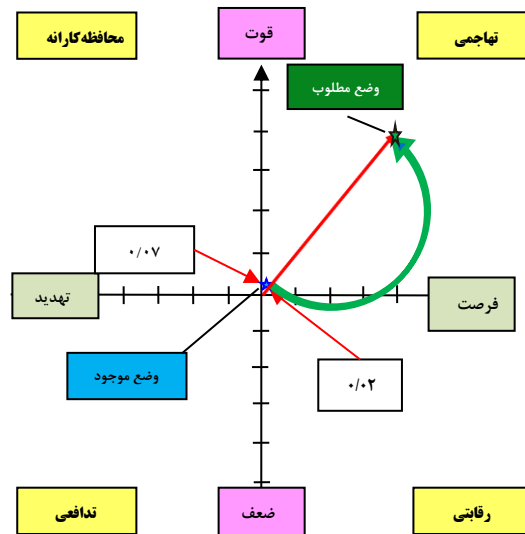 تهاجمی
قوت
محافظه‌کارانه
وضع مطلوب
۰/۰۷
فرصت
تهدید
وضع موجود
۰/۰۲
رقابتی
ضعف
تدافعی